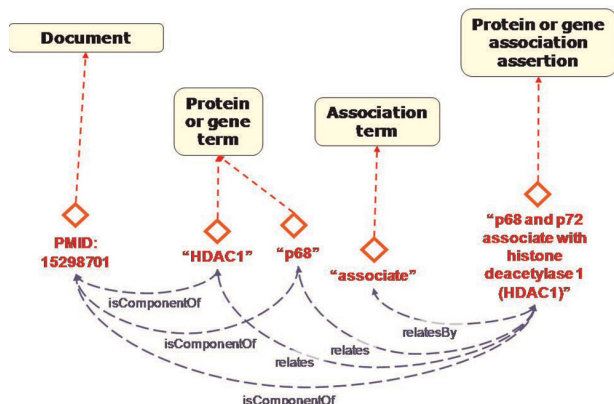 Document
Protein or gene
association
assertion
Protein
or gene
term
Association
term
PMID:
15298701
“HDAC1”
“p68”
“associate”
“p68 and p72
associate with
histone
deacetylase 1
(HDAC1)”
isComponentOf
relatesBy
isComponentOf
relates
relates
isComponentOf